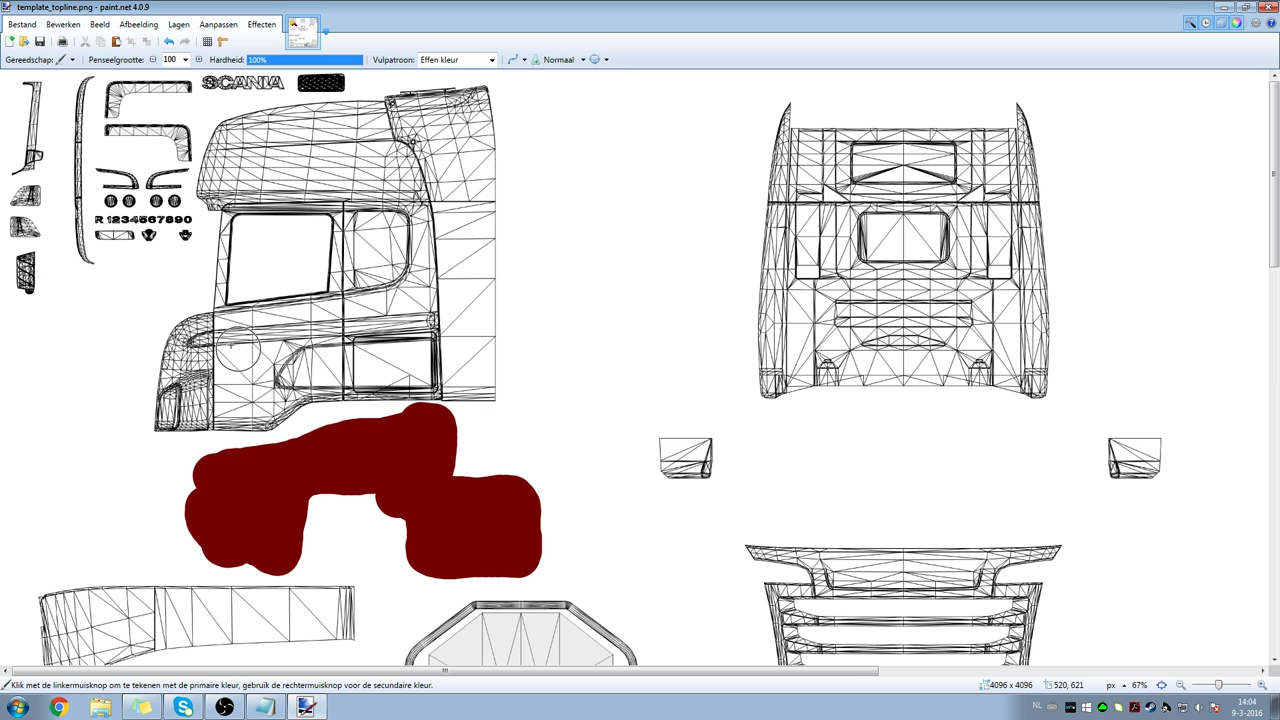 template_topline.png - paint.net 4.0.9
Bestand Bewerken Beeld Afbeelding Lagen Aanpassen Effecten
Gereedschap: Penseelgrootte: 100 Hardheid: 100% Vulpatroon: Effen kleur Normaal
SCANIA
R 1234567890
Klik met de linkermuisknop om te tekenen met de primaire kleur, gebruik de rechtermuisknop voor de secundaire kleur. 4096 x 4096 520, 621 px 67%
NL 14:04
9-3-2016